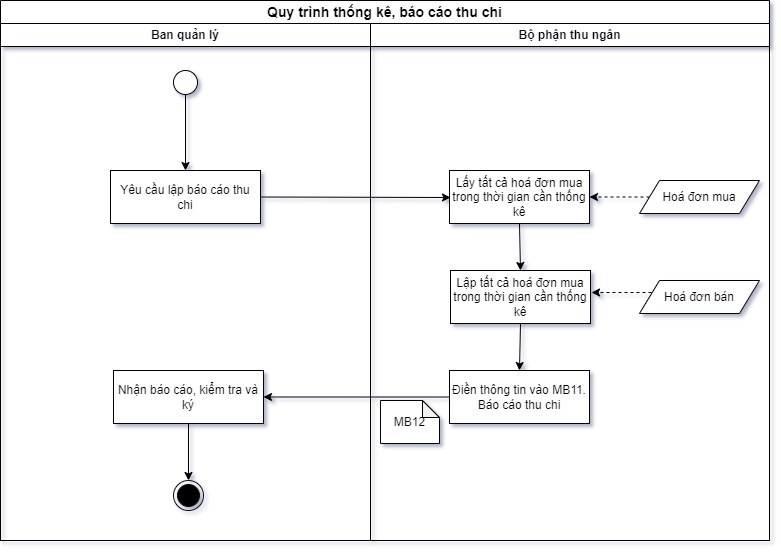 Quy trình thống kê, báo cáo thu chi
Ban quản lý
Bộ phận thu ngân
Yêu cầu lập báo cáo thu
chi
Lấy tất cả hoá đơn mua
trong thời gian cần thống
kê
Hoá đơn mua
Lập tất cả hoá đơn mua
trong thời gian cần thống
kê
Hoá đơn bán
Nhận báo cáo, kiểm tra và
ký
Điền thông tin vào MB11.
Báo cáo thu chi
MB12